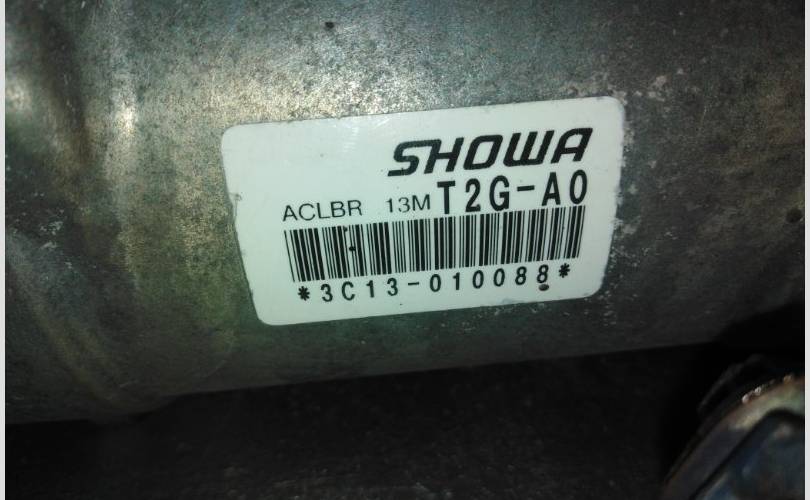 SHOWA
ACLBR 13M T2G-A0
*3C13-010088*